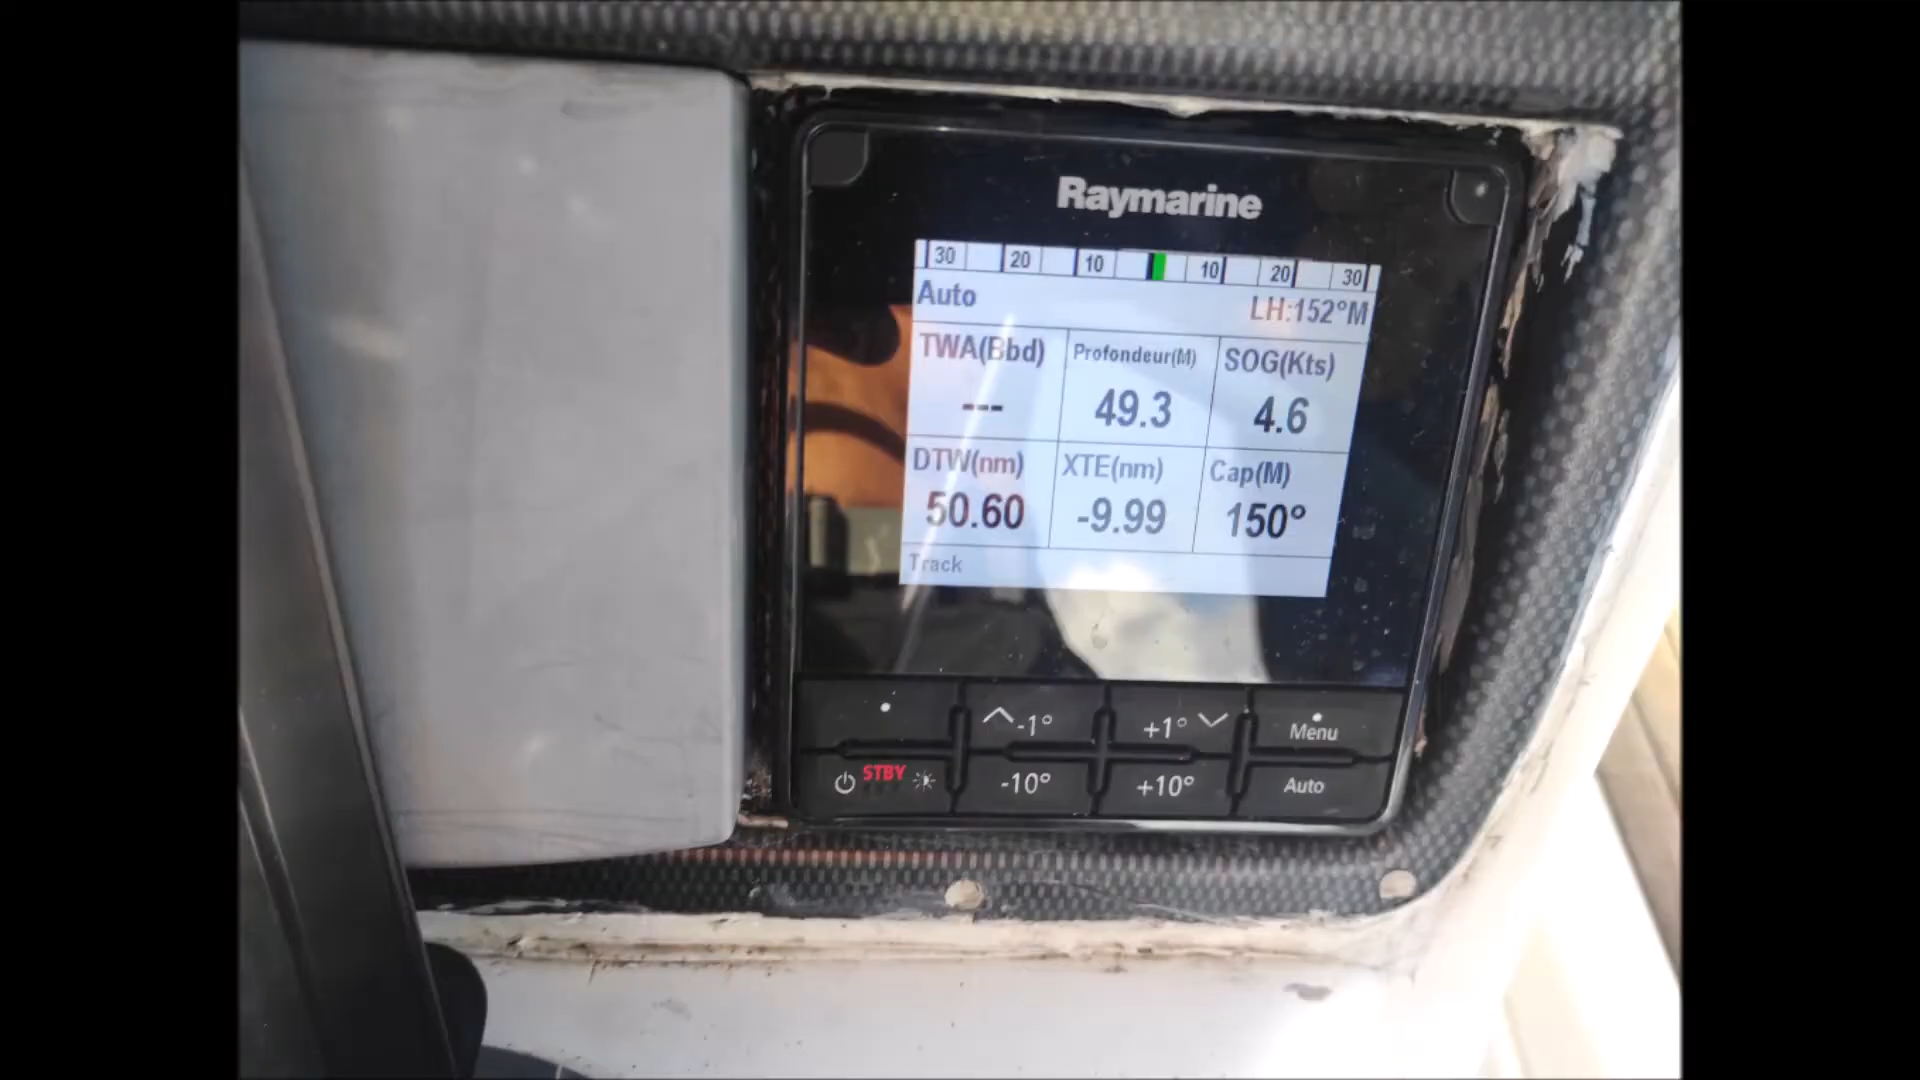 Raymarine
30 20 10 10 20 30
Auto LH:152°M
TWA(Bbd) Profondeur(M) SOG(Kts)
--- 49.3 4.6
DTW(nm) XTE(nm) Cap(M)
50.60 -9.99 150°
Track
-1° +1° Menu
STBY -10° +10° Auto